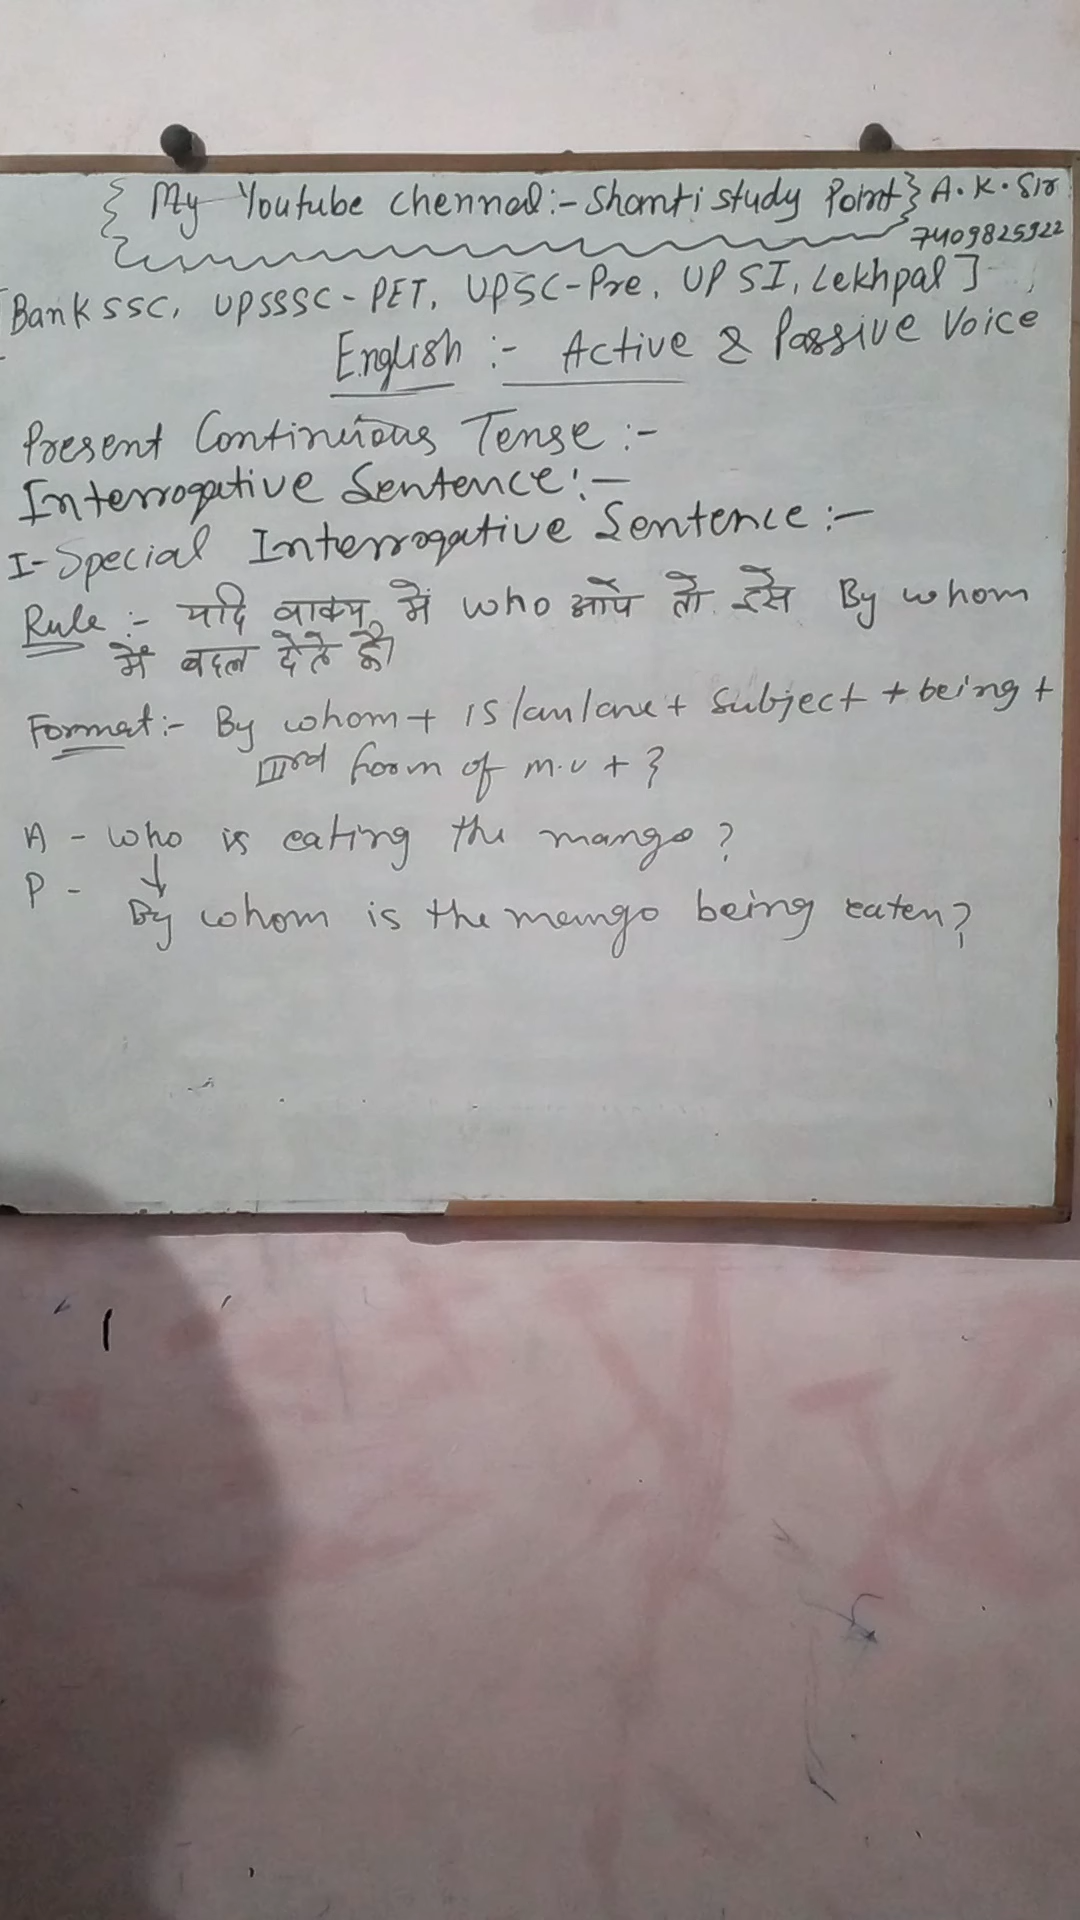 { My Youtube chennal:- Shanti study Point} A.K.Sir
7409825922
[Bank SSC, UPSSSC-PET, UPSC-Pre, UP SI, Lekhpal]
English :- Active & Passive Voice
Present Continuous Tense :-
Interrogative Sentence :-
I- Special Interrogative Sentence :-
Rule :- यदि वाक्य में who आये तो इसे By whom
में बदल देते हैं।
Format :- By whom + is/am/are + Subject + being +
IIIrd form of m.v + ?
A - who is eating the mango ?
P - ↓
By whom is the mango being eaten?